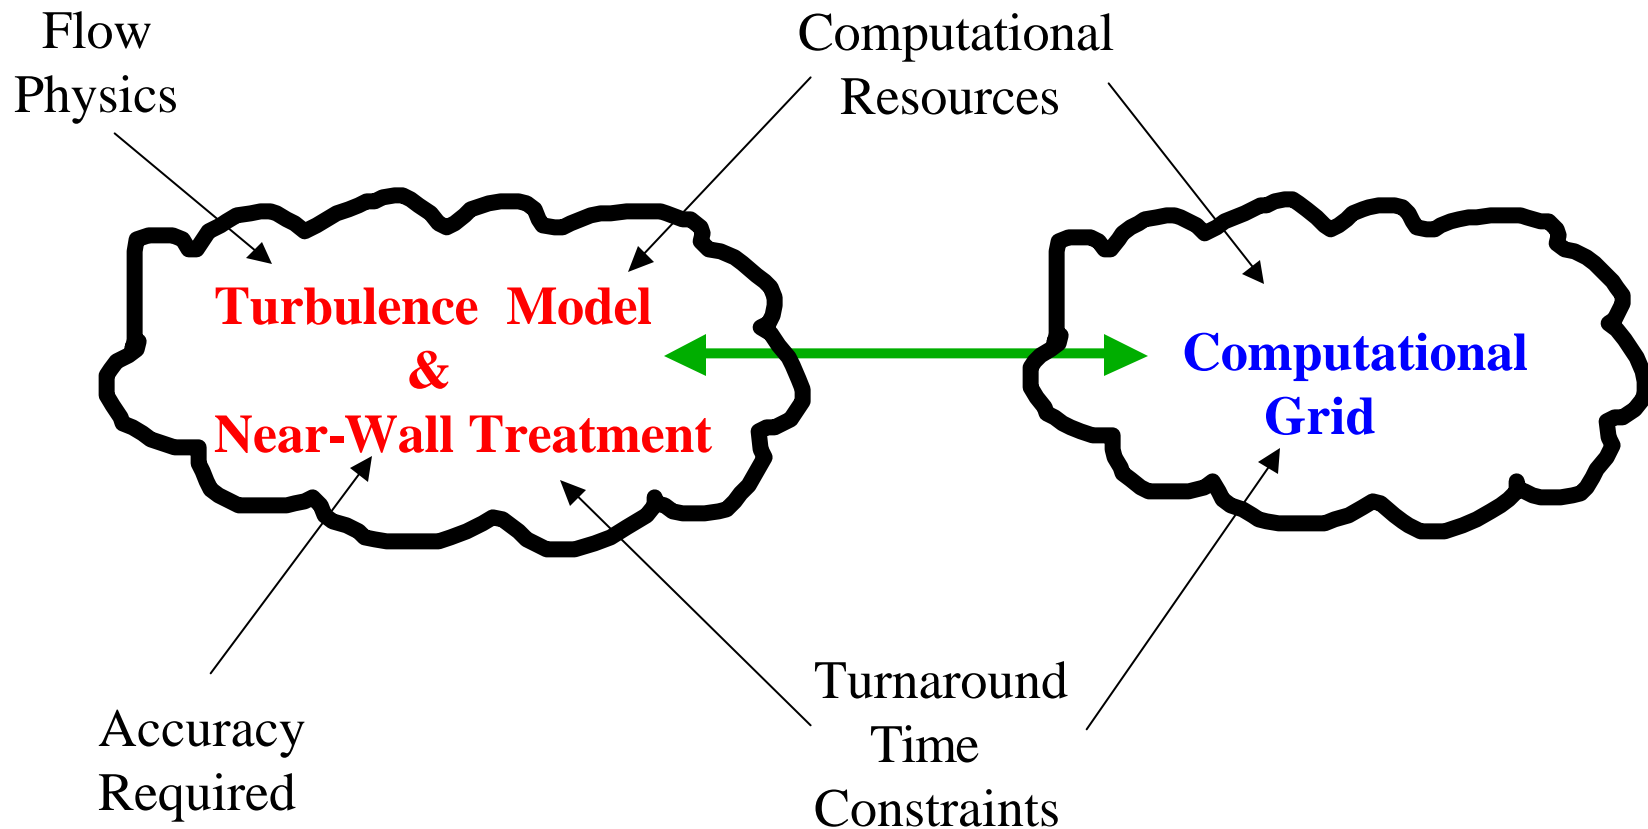 Flow
Physics
Computational
Resources
Turbulence Model
&
Near-Wall Treatment
Computational
Grid
Accuracy
Required
Turnaround
Time
Constraints